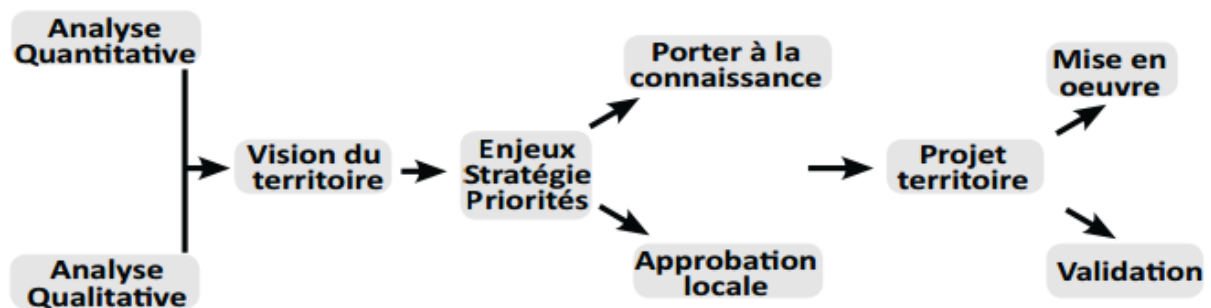 Analyse
Quantitative
Analyse
Qualitative
Vision du
territoire
Enjeux
Stratégie
Priorités
Porter à la
connaissance
Approbation
locale
Projet
territoire
Mise en
oeuvre
Validation